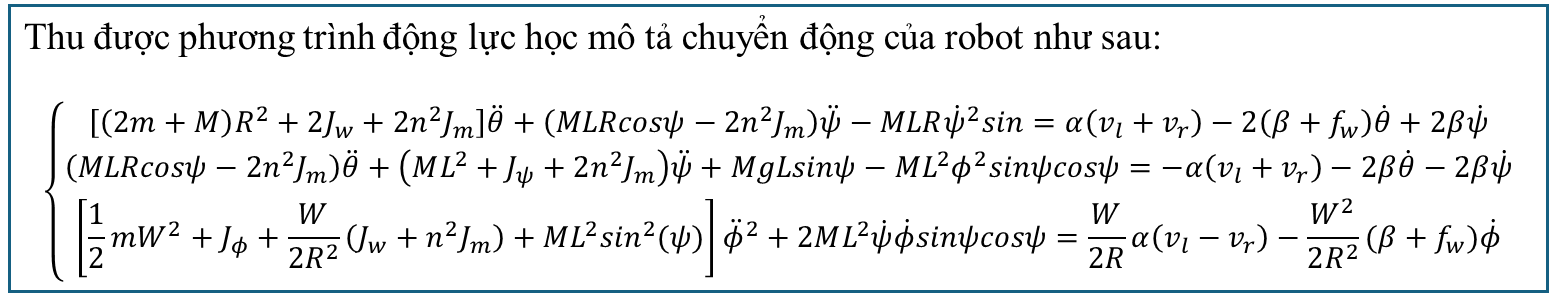 Thu được phương trình động lực học mô tả chuyển động của robot như sau:
[(2m + M)R² + 2J_w + 2n²J_m]θ̈ + (MLRcosψ − 2n²J_m)ψ̈ − MLRψ̇²sin = α(v_l + v_r) − 2(β + f_w)θ̇ + 2βψ̇
(MLRcosψ − 2n²J_m)θ̈ + (ML² + J_ψ + 2n²J_m)ψ̈ + MgLsinψ − ML²ϕ²sinψcosψ = −α(v_l + v_r) − 2βθ̇ − 2βψ̇
[1/2 mW² + J_ϕ + W/2R² (J_w + n²J_m) + ML²sin²(ψ)] ϕ̈² + 2ML²ψ̇ϕ̇sinψcosψ = W/2R α(v_l − v_r) − W²/2R² (β + f_w)ϕ̇